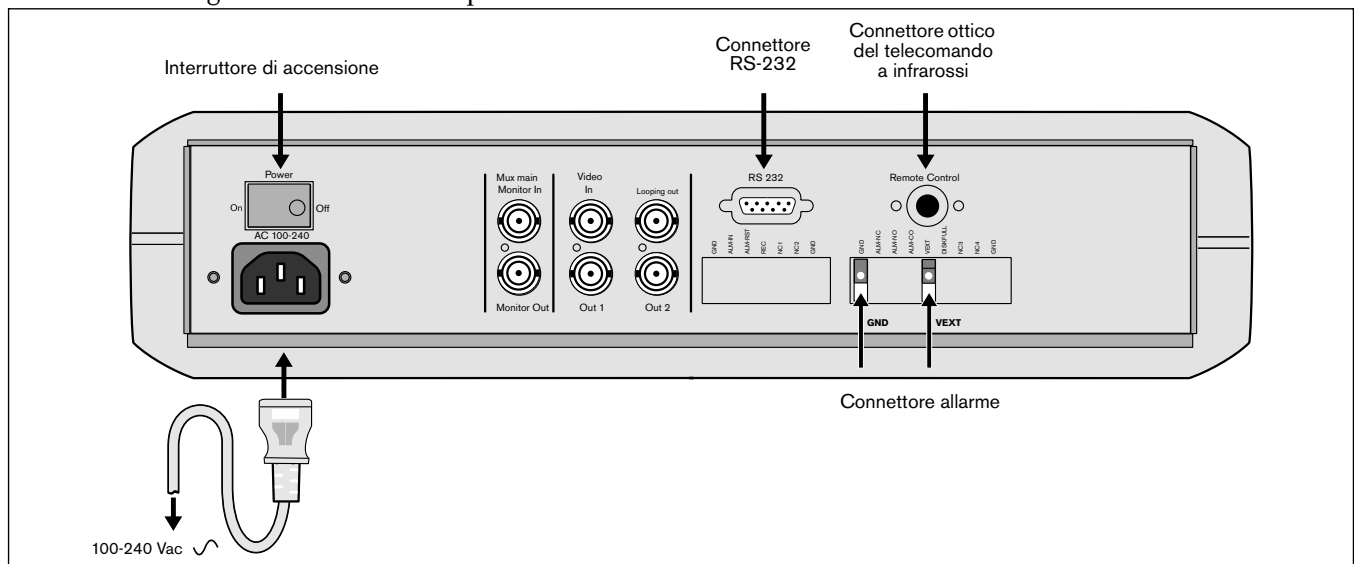 Interruttore di accensione
Connettore
RS-232
Connettore ottico
del telecomando
a infrarossi
Power
On
Off
AC 100-240
Mux main
Monitor In
Monitor Out
Video
In
Out 1
Looping out
Out 2
RS 232
Remote Control
GND
ALM-IN
ALM-RST
REC
NC1
NC2
GND
GND
ALM-NC
ALM-NO
ALM-CO
VEXT
DISKFULL
NC3
NC4
GND
GND
VEXT
Connettore allarme
100-240 Vac